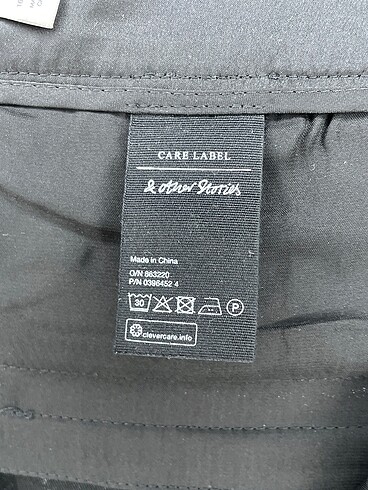 CARE LABEL
& other Stories
Made in China
O/N 863220
P/N 0396452 4
30
P
clevercare.info